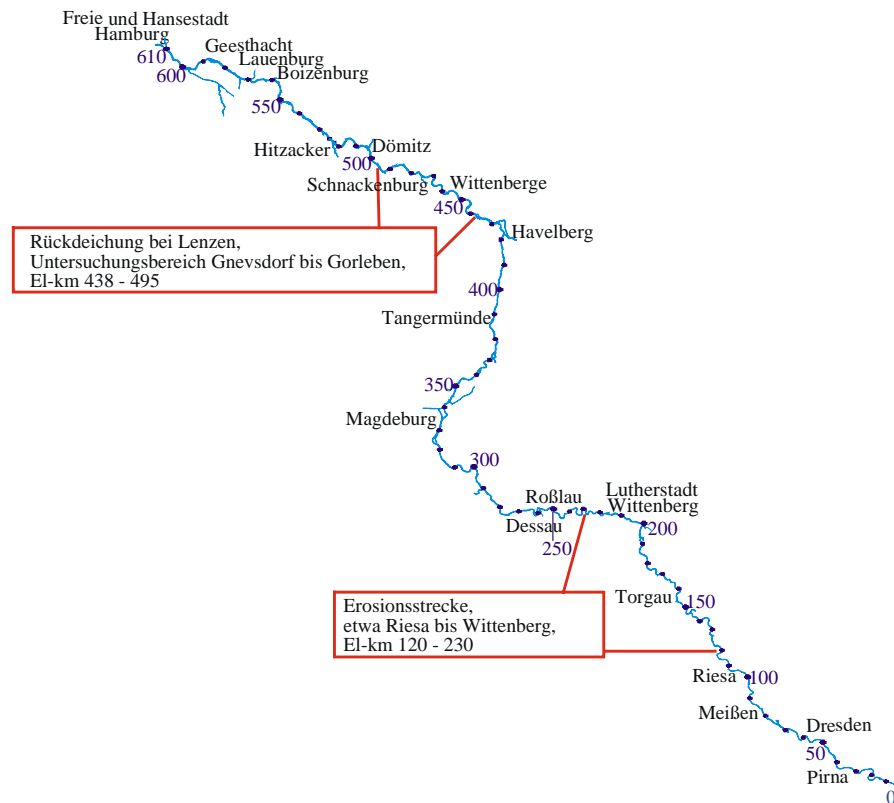 Freie und Hansestadt
Hamburg
610
600
Geesthacht
Lauenburg
Boizenburg
550
Hitzacker
Dömitz
500
Schnackenburg
Wittenberge
450
Havelberg
Rückdeichung bei Lenzen,
Untersuchungsbereich Gnevsdorf bis Gorleben,
El-km 438 - 495
400
Tangermünde
350
Magdeburg
300
Roßlau
Lutherstadt
Wittenberg
Dessau
200
250
Erosionsstrecke,
etwa Riesa bis Wittenberg,
El-km 120 - 230
Torgau
150
Riesa
100
Meißen
Dresden
50
Pirna
0